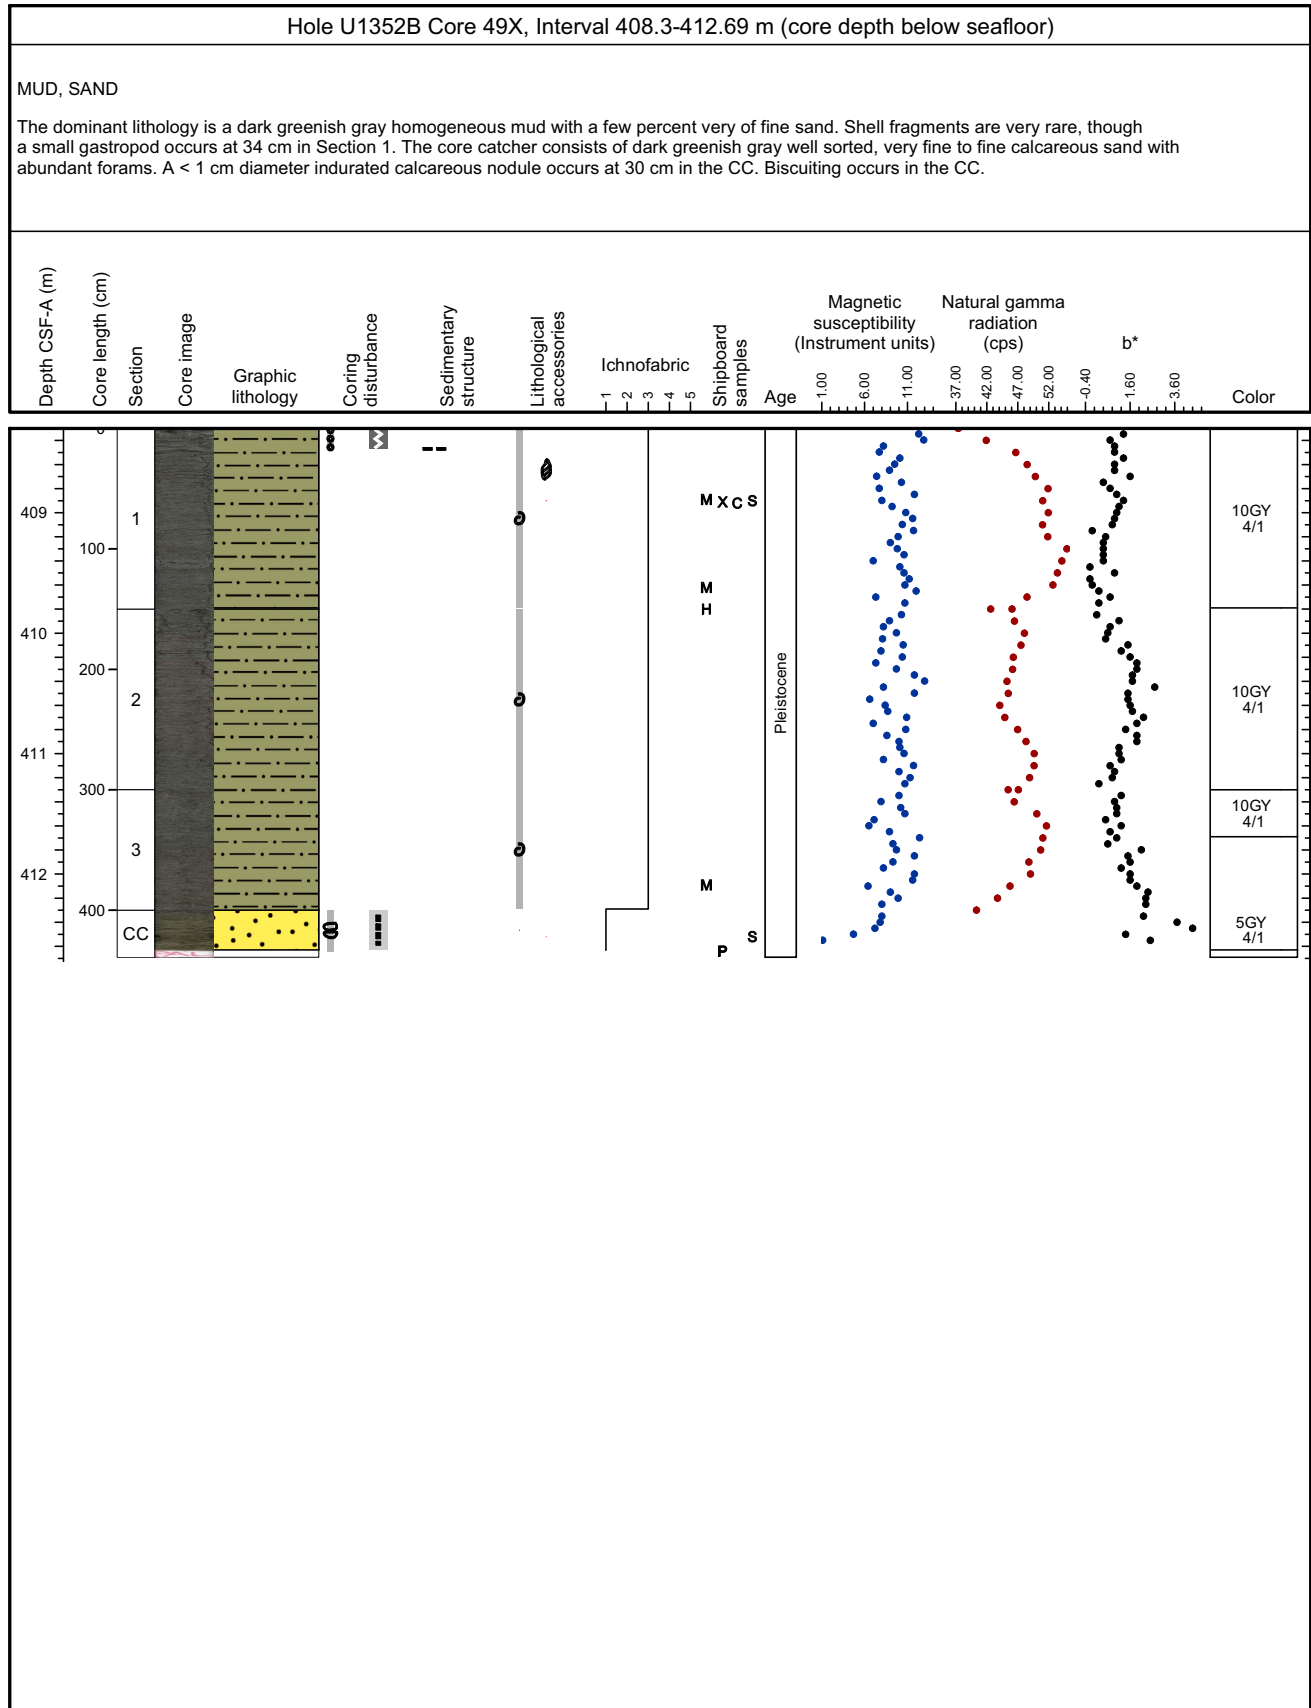 Hole U1352B Core 49X, Interval 408.3-412.69 m (core depth below seafloor)
MUD, SAND
The dominant lithology is a dark greenish gray homogeneous mud with a few percent very of fine sand. Shell fragments are very rare, though
a small gastropod occurs at 34 cm in Section 1. The core catcher consists of dark greenish gray well sorted, very fine to fine calcareous sand with
abundant forams. A < 1 cm diameter indurated calcareous nodule occurs at 30 cm in the CC. Biscuiting occurs in the CC.
Depth CSF-A (m)
Core length (cm)
Section
Core image
Graphic
lithology
Coring
disturbance
Sedimentary
structure
Lithological
accessories
Ichnofabric
1
2
3
4
5
Shipboard
samples
Age
Magnetic
susceptibility
(Instrument units)
1.00
6.00
11.00
Natural gamma
radiation
(cps)
37.00
42.00
47.00
52.00
b*
-0.40
1.60
3.60
Color
0
409
1
M X C S
10GY
4/1
100
M
H
410
200
2
Pleistocene
10GY
4/1
411
300
10GY
4/1
3
412
M
400
CC
S
5GY
4/1
P